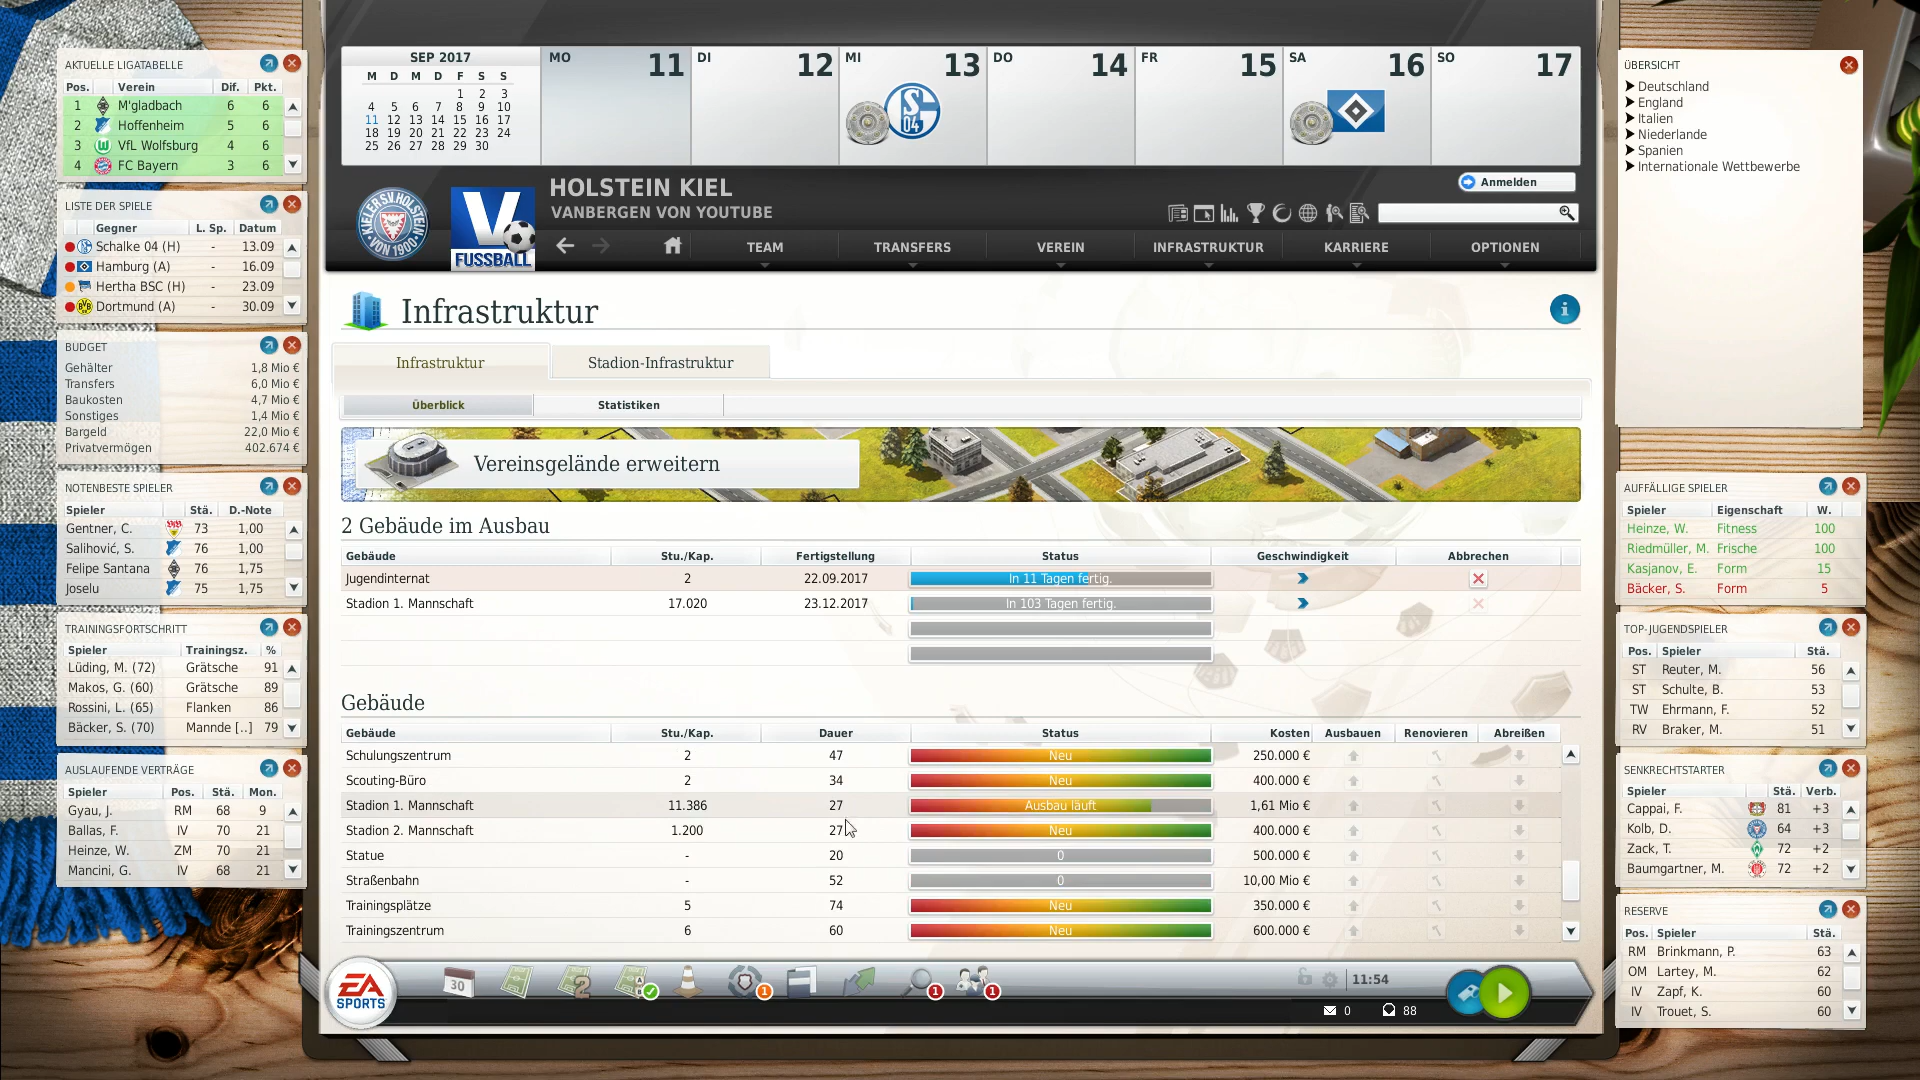 AKTUELLE LIGATABELLE
Pos. Verein Dif. Pkt.
1 M'gladbach 6 6
2 Hoffenheim 5 6
3 VfL Wolfsburg 4 6
4 FC Bayern 3 6
LISTE DER SPIELE
Gegner L. Sp. Datum
Schalke 04 (H) - 13.09
Hamburg (A) - 16.09
Hertha BSC (H) - 23.09
Dortmund (A) - 30.09
BUDGET
Gehälter 1,8 Mio €
Transfers 6,0 Mio €
Baukosten 4,7 Mio €
Sonstiges 1,4 Mio €
Bargeld 22,0 Mio €
Privatvermögen 402.674 €
NOTENBESTE SPIELER
Spieler Stä. D.-Note
Gentner, C. 73 1,00
Salihović, S. 76 1,00
Felipe Santana 76 1,75
Joselu 75 1,75
TRAININGSFORTSCHRITT
Spieler Trainingsz. %
Lüding, M. (72) Grätsche 91
Makos, G. (60) Grätsche 89
Rossini, L. (65) Flanken 86
Bäcker, S. (70) Mannde [..] 79
AUSLAUFENDE VERTRÄGE
Spieler Pos. Stä. Mon.
Gyau, J. RM 68 9
Ballas, F. IV 70 21
Heinze, W. ZM 70 21
Mancini, G. IV 68 21
SEP 2017
M D M D F S S
1 2 3
4 5 6 7 8 9 10
11 12 13 14 15 16 17
18 19 20 21 22 23 24
25 26 27 28 29 30
MO 11 DI 12 MI 13 DO 14 FR 15 SA 16 SO 17
S 04
KIELER S.V. HOLSTEIN VON 1900
V FUSSBALL
HOLSTEIN KIEL
VANBERGEN VON YOUTUBE
Anmelden
TEAM TRANSFERS VEREIN INFRASTRUKTUR KARRIERE OPTIONEN
Infrastruktur
i
Infrastruktur Stadion-Infrastruktur
Überblick Statistiken
Vereinsgelände erweitern
2 Gebäude im Ausbau
Gebäude Stu./Kap. Fertigstellung Status Geschwindigkeit Abbrechen
Jugendinternat 2 22.09.2017 In 11 Tagen fertig.
Stadion 1. Mannschaft 17.020 23.12.2017 In 103 Tagen fertig.
Gebäude
Gebäude Stu./Kap. Dauer Status Kosten Ausbauen Renovieren Abreißen
Schulungszentrum 2 47 Neu 250.000 €
Scouting-Büro 2 34 Neu 400.000 €
Stadion 1. Mannschaft 11.386 27 Ausbau läuft 1,61 Mio €
Stadion 2. Mannschaft 1.200 27 Neu 400.000 €
Statue - 20 0 500.000 €
Straßenbahn - 52 0 10,00 Mio €
Trainingsplätze 5 74 Neu 350.000 €
Trainingszentrum 6 60 Neu 600.000 €
EA SPORTS
30 2 1 1 1
11:54
0 88
ÜBERSICHT
Deutschland
England
Italien
Niederlande
Spanien
Internationale Wettbewerbe
AUFFÄLLIGE SPIELER
Spieler Eigenschaft W.
Heinze, W. Fitness 100
Riedmüller, M. Frische 100
Kasjanov, E. Form 15
Bäcker, S. Form 5
TOP-JUGENDSPIELER
Pos. Spieler Stä.
ST Reuter, M. 56
ST Schulte, B. 53
TW Ehrmann, F. 52
RV Braker, M. 51
SENKRECHTSTARTER
Spieler Stä. Verb.
Cappai, F. 81 +3
Kolb, D. 64 +3
Zack, T. 72 +2
Baumgartner, M. 72 +2
RESERVE
Pos. Spieler Stä.
RM Brinkmann, P. 63
OM Lartey, M. 62
IV Zapf, K. 60
IV Trouet, S. 60